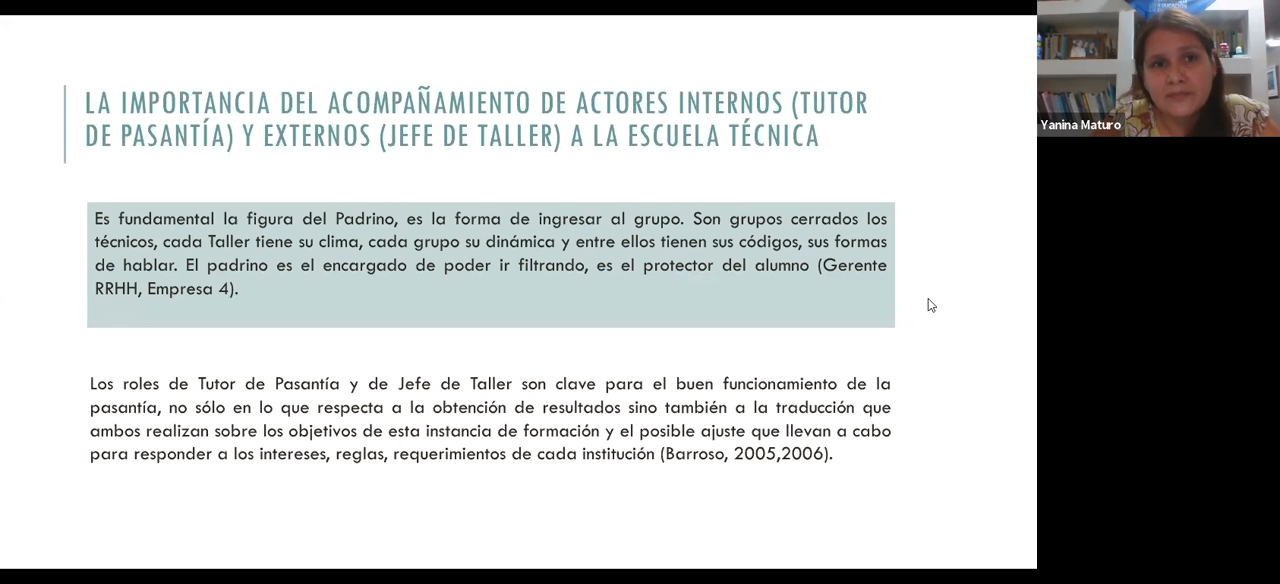 LA IMPORTANCIA DEL ACOMPAÑAMIENTO DE ACTORES INTERNOS (TUTOR
DE PASANTÍA) Y EXTERNOS (JEFE DE TALLER) A LA ESCUELA TÉCNICA
Es fundamental la figura del Padrino, es la forma de ingresar al grupo. Son grupos cerrados los
técnicos, cada Taller tiene su clima, cada grupo su dinámica y entre ellos tienen sus códigos, sus formas
de hablar. El padrino es el encargado de poder ir filtrando, es el protector del alumno (Gerente
RRHH, Empresa 4).
Los roles de Tutor de Pasantía y de Jefe de Taller son clave para el buen funcionamiento de la
pasantía, no sólo en lo que respecta a la obtención de resultados sino también a la traducción que
ambos realizan sobre los objetivos de esta instancia de formación y el posible ajuste que llevan a cabo
para responder a los intereses, reglas, requerimientos de cada institución (Barroso, 2005,2006).
Yanina Maturo